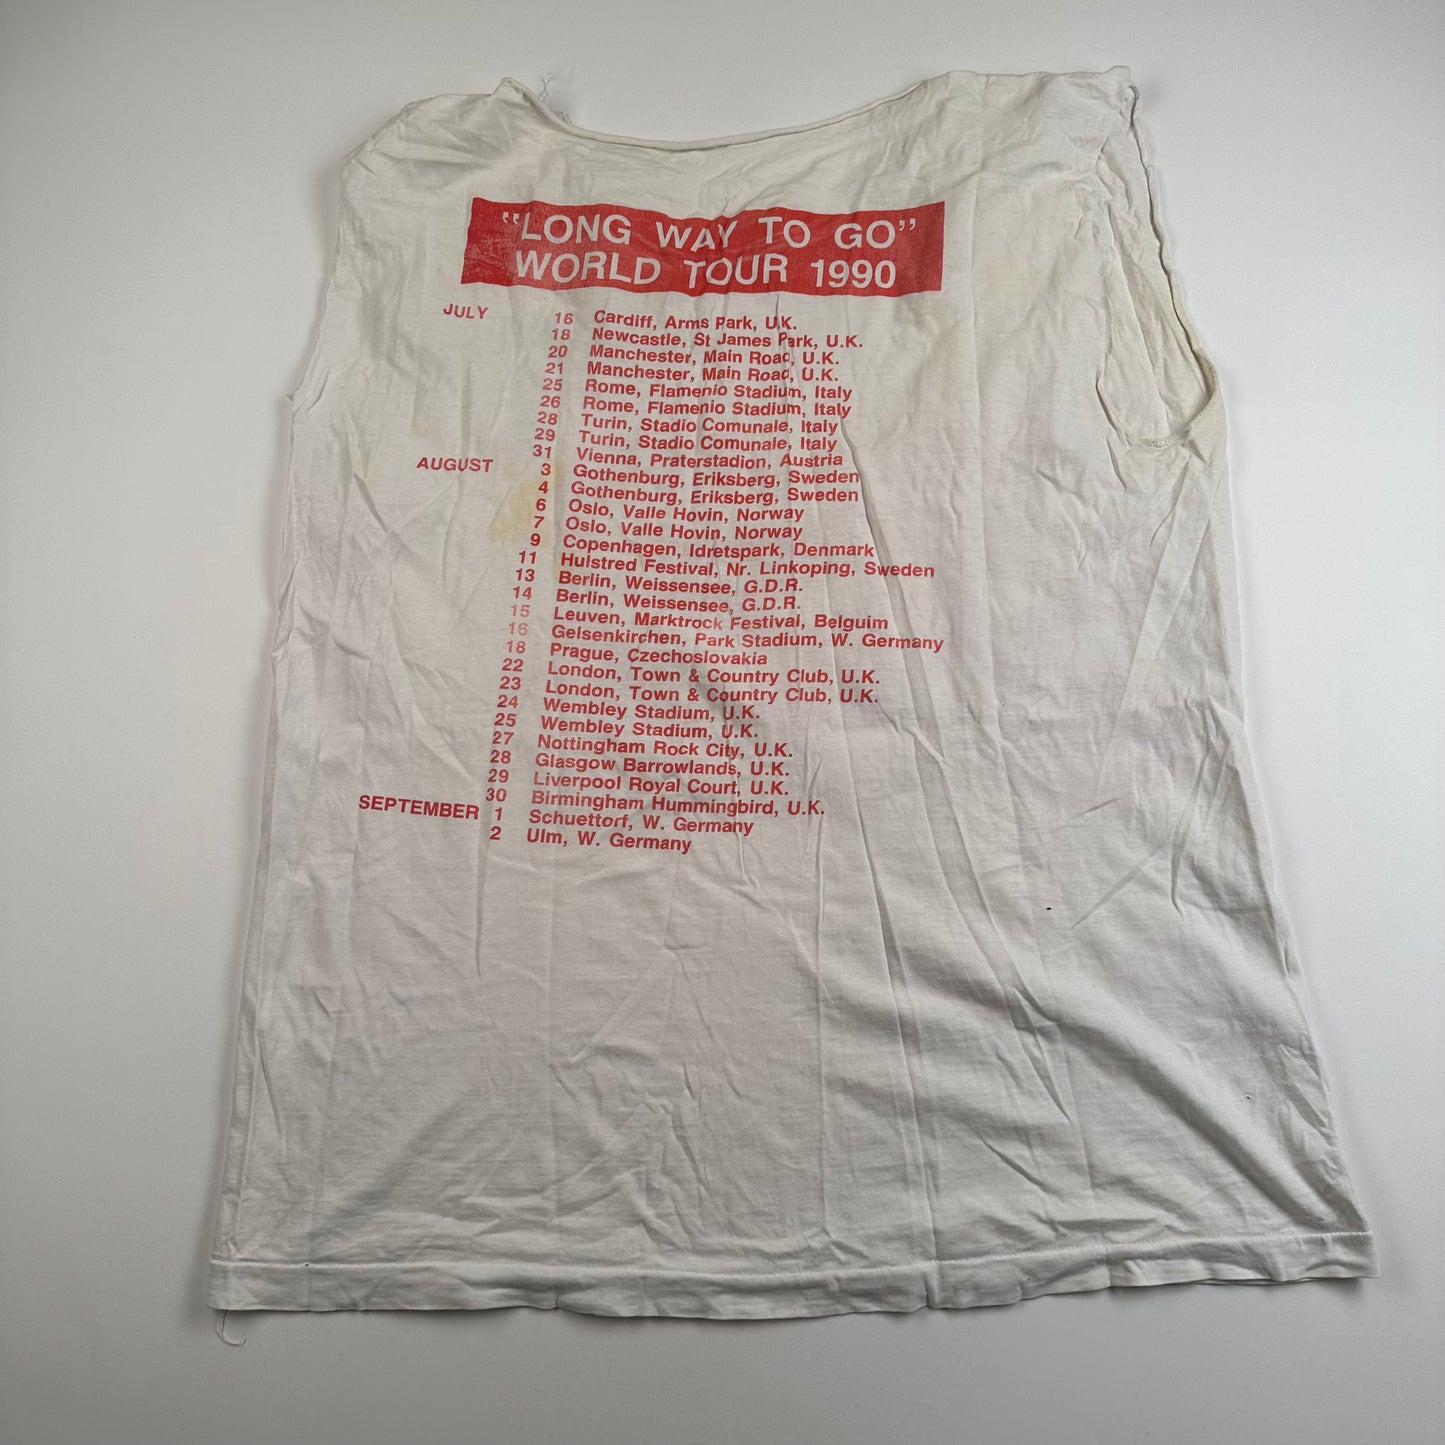 “LONG WAY TO GO”
WORLD TOUR 1990
JULY 16 Cardiff, Arms Park, U.K.
18 Newcastle, St James Park, U.K.
20 Manchester, Main Road, U.K.
21 Manchester, Main Road, U.K.
25 Rome, Flamenio Stadium, Italy
26 Rome, Flamenio Stadium, Italy
28 Turin, Stadio Comunale, Italy
29 Turin, Stadio Comunale, Italy
31 Vienna, Praterstadion, Austria
AUGUST 3 Gothenburg, Eriksberg, Sweden
4 Gothenburg, Eriksberg, Sweden
6 Oslo, Valle Hovin, Norway
7 Oslo, Valle Hovin, Norway
9 Copenhagen, Idretspark, Denmark
11 Hulstred Festival, Nr. Linkoping, Sweden
13 Berlin, Weissensee, G.D.R.
14 Berlin, Weissensee, G.D.R.
15 Leuven, Marktrock Festival, Belguim
16 Gelsenkirchen, Park Stadium, W. Germany
18 Prague, Czechoslovakia
22 London, Town & Country Club, U.K.
23 London, Town & Country Club, U.K.
24 Wembley Stadium, U.K.
25 Wembley Stadium, U.K.
27 Nottingham Rock City, U.K.
28 Glasgow Barrowlands, U.K.
29 Liverpool Royal Court, U.K.
30 Birmingham Hummingbird, U.K.
SEPTEMBER 1 Schuettorf, W. Germany
2 Ulm, W. Germany